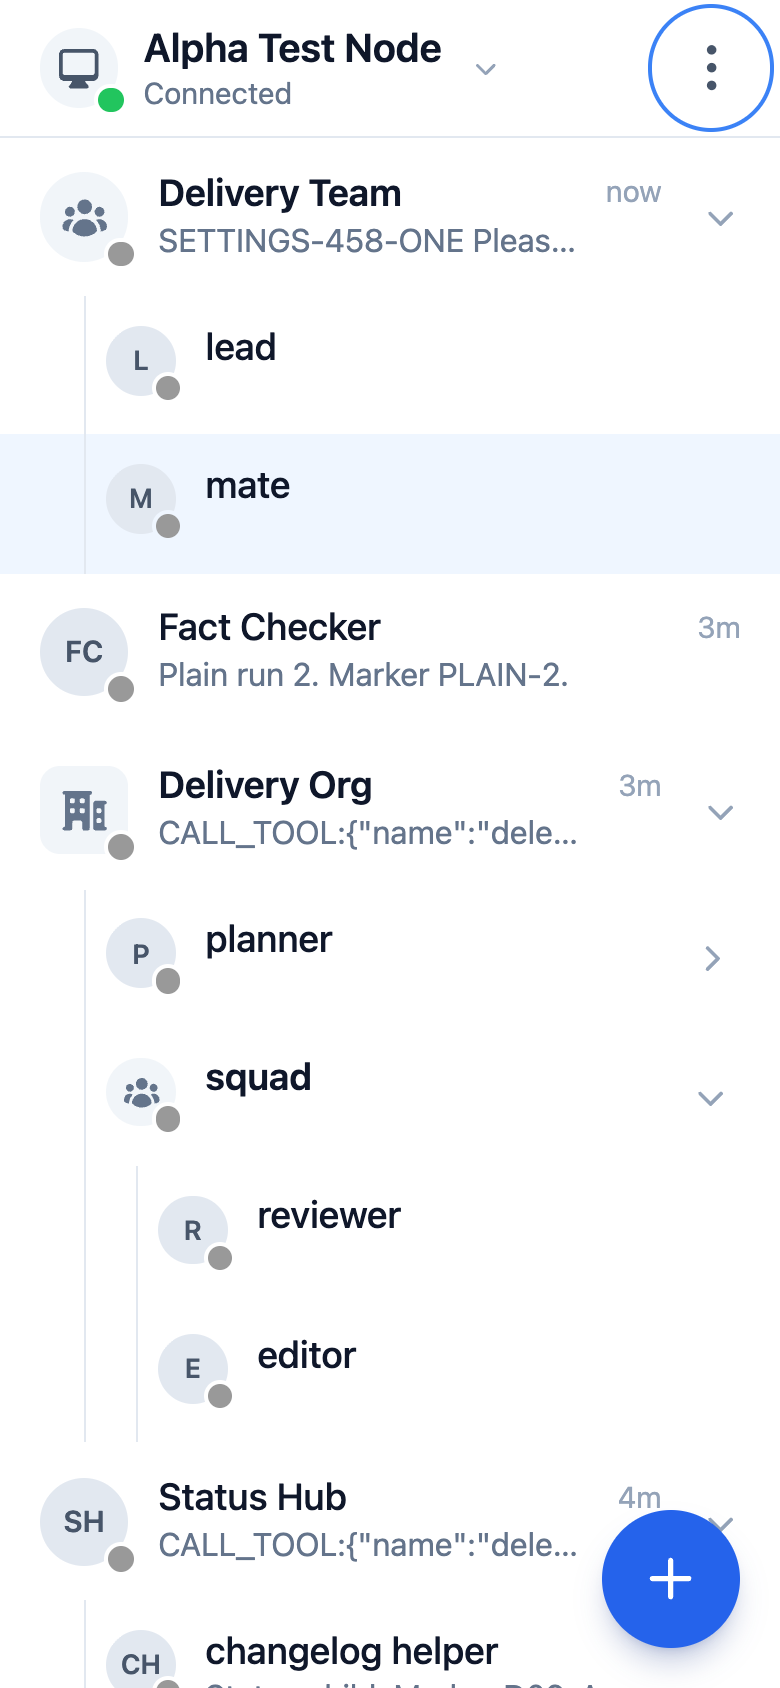 Alpha Test Node
Connected
Delivery Team
now
SETTINGS-458-ONE Pleas...
L
lead
M
mate
FC
Fact Checker
3m
Plain run 2. Marker PLAIN-2.
Delivery Org
3m
CALL_TOOL:{"name":"dele...
P
planner
squad
R
reviewer
E
editor
SH
Status Hub
4m
CALL_TOOL:{"name":"dele...
CH
changelog helper